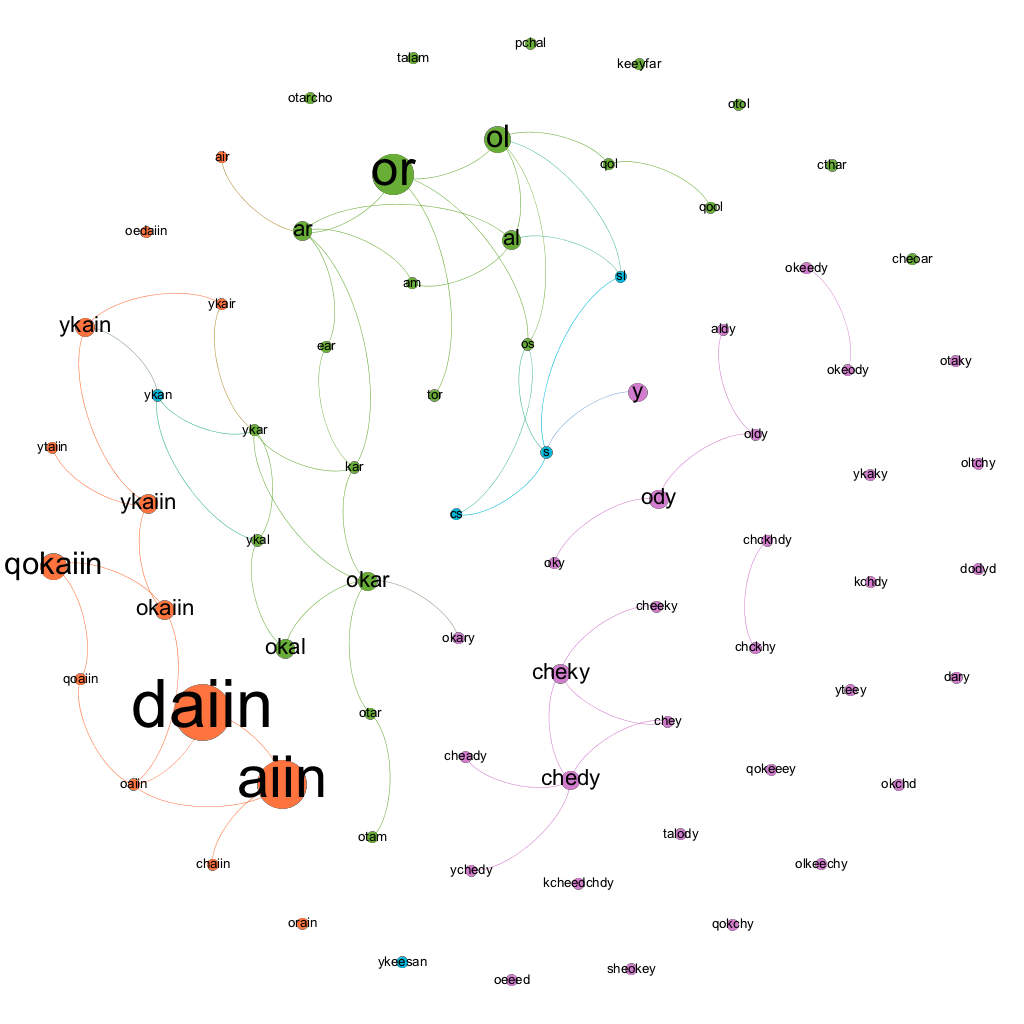 pchal
talam
keeyfar
otarcho
otol
ol
air
qol
cthar
or
qool
ar
oedaiin
al
cheoar
okeedy
sl
am
ykair
ykain
aldy
os
ear
otaky
okeody
y
tor
ykan
ykar
oldy
ytaiin
s
oltchy
kar
ykaky
ody
ykaiin
cs
ykal
chckhdy
oky
qokaiin
dodyd
okar
kchdy
cheeky
okaiin
okary
okal
chckhy
cheky
dary
qoaiin
yteey
daiin
otar
chey
cheady
qokeeey
aiin
chedy
oaiin
okchd
talody
otam
chaiin
olkeechy
ychedy
kcheedchdy
orain
qokchy
ykeesan
sheokey
oeeed